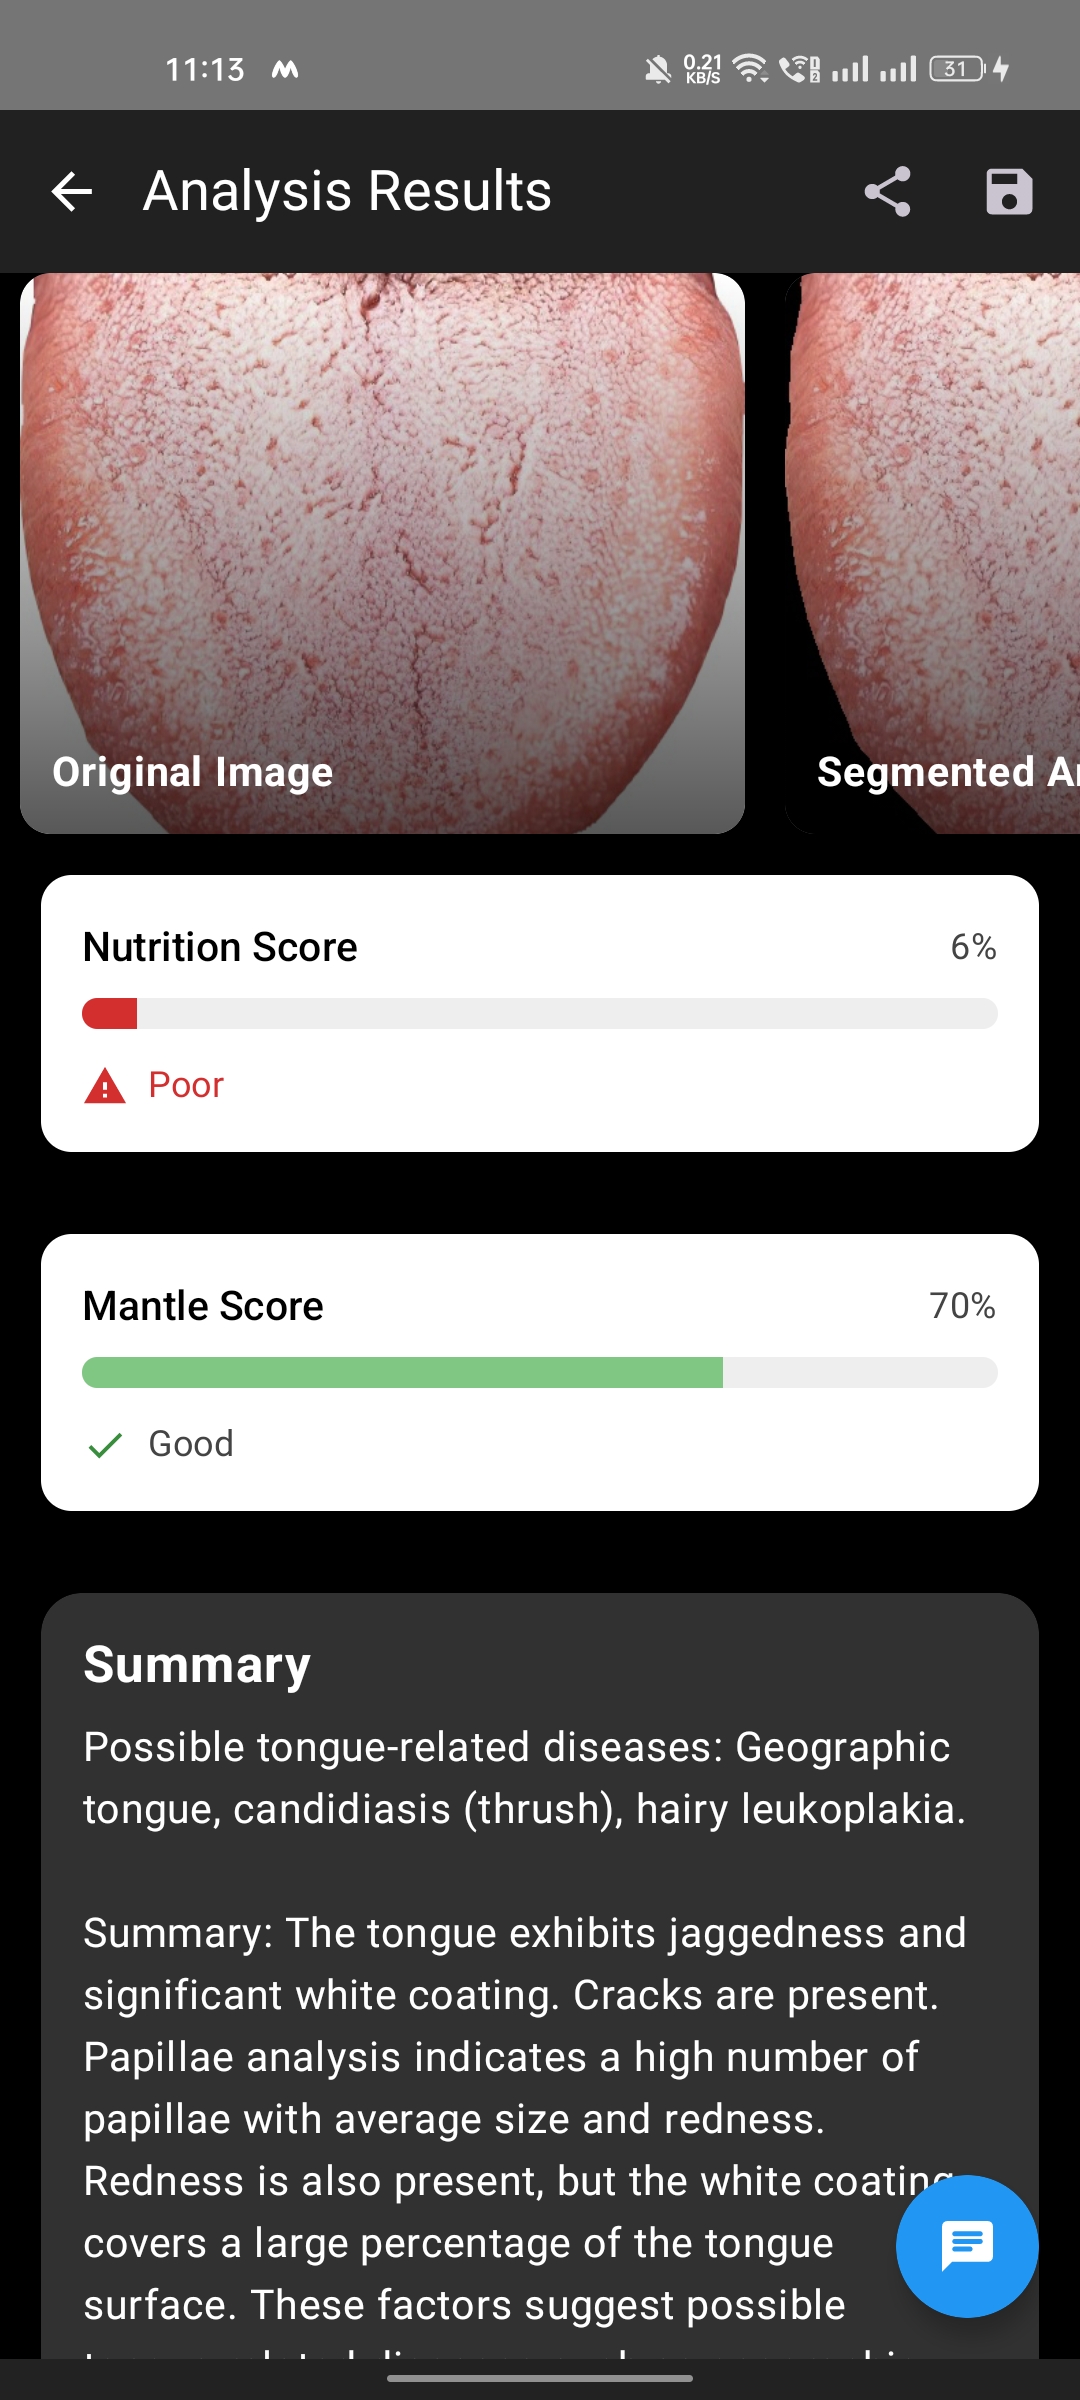 11:13
0.21
KB/S
1
2
31
Analysis Results
Original Image
Segmented
Nutrition Score
6%
Poor
Mantle Score
70%
Good
Summary
Possible tongue-related diseases: Geographic
tongue, candidiasis (thrush), hairy leukoplakia.
Summary: The tongue exhibits jaggedness and
significant white coating. Cracks are present.
Papillae analysis indicates a high number of
papillae with average size and redness.
Redness is also present, but the white coating
covers a large percentage of the tongue
surface. These factors suggest possible